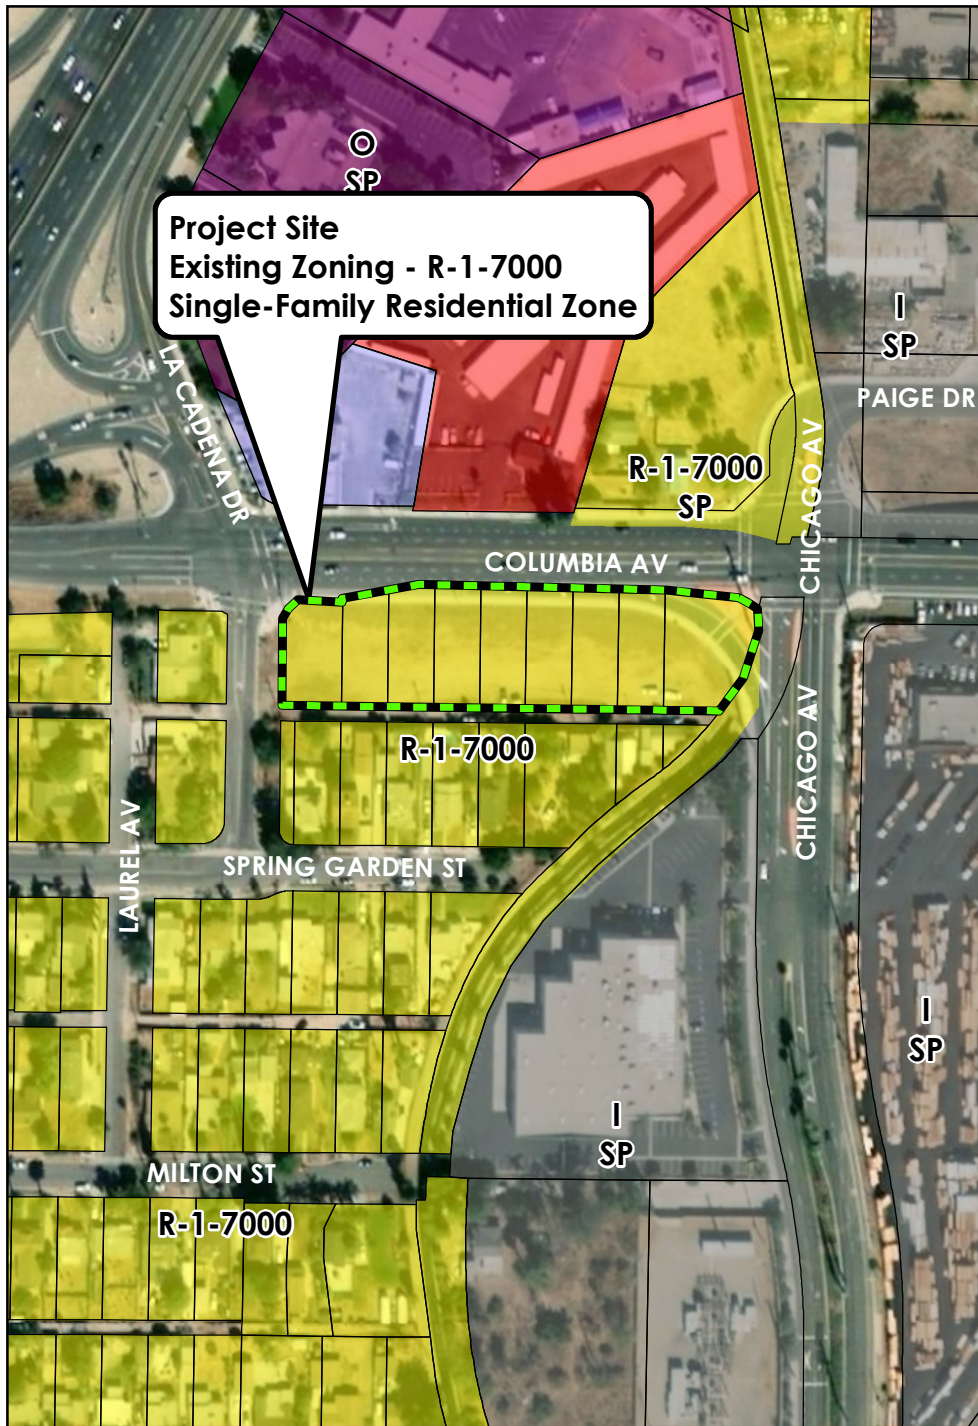 O
SP
Project Site
Existing Zoning - R-1-7000
Single-Family Residential Zone
I
SP
LA CADENA DR
PAIGE DR
R-1-7000
SP
CHICAGO AV
COLUMBIA AV
R-1-7000
CHICAGO AV
LAUREL AV
SPRING GARDEN ST
I
SP
I
SP
MILTON ST
R-1-7000